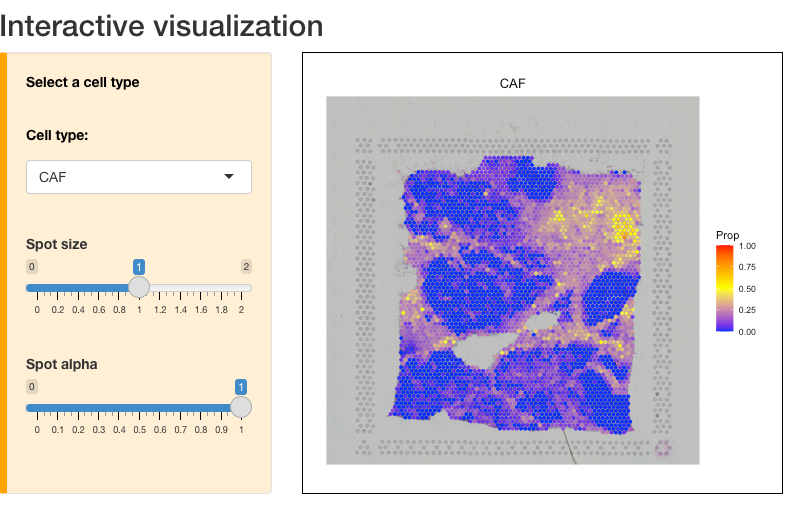 Interactive visualization
Select a cell type
Cell type:
CAF
Spot size
0 1 2
0 0.2 0.4 0.6 0.8 1 1.2 1.4 1.6 1.8 2
Spot alpha
0 1
0 0.1 0.2 0.3 0.4 0.5 0.6 0.7 0.8 0.9 1
CAF
Prop
1.00
0.75
0.50
0.25
0.00